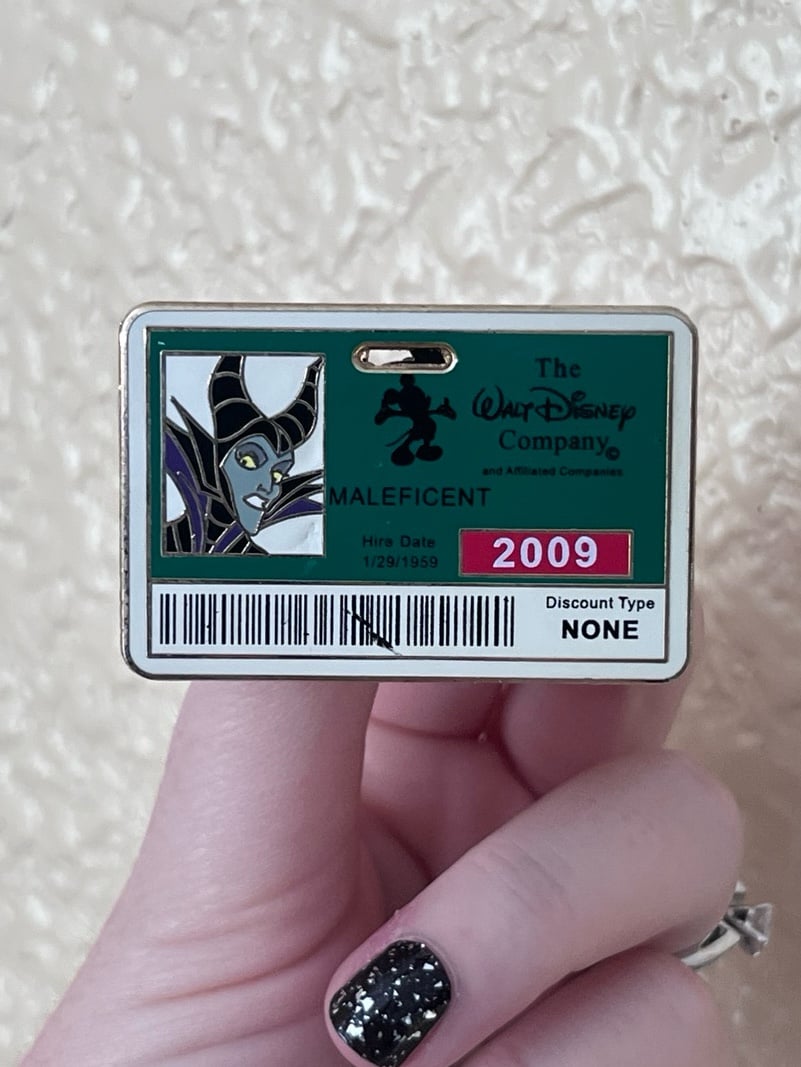 The
WALT DISNEY
Company©
and Affiliated Companies
MALEFICENT
Hire Date
1/29/1959
2009
Discount Type
NONE